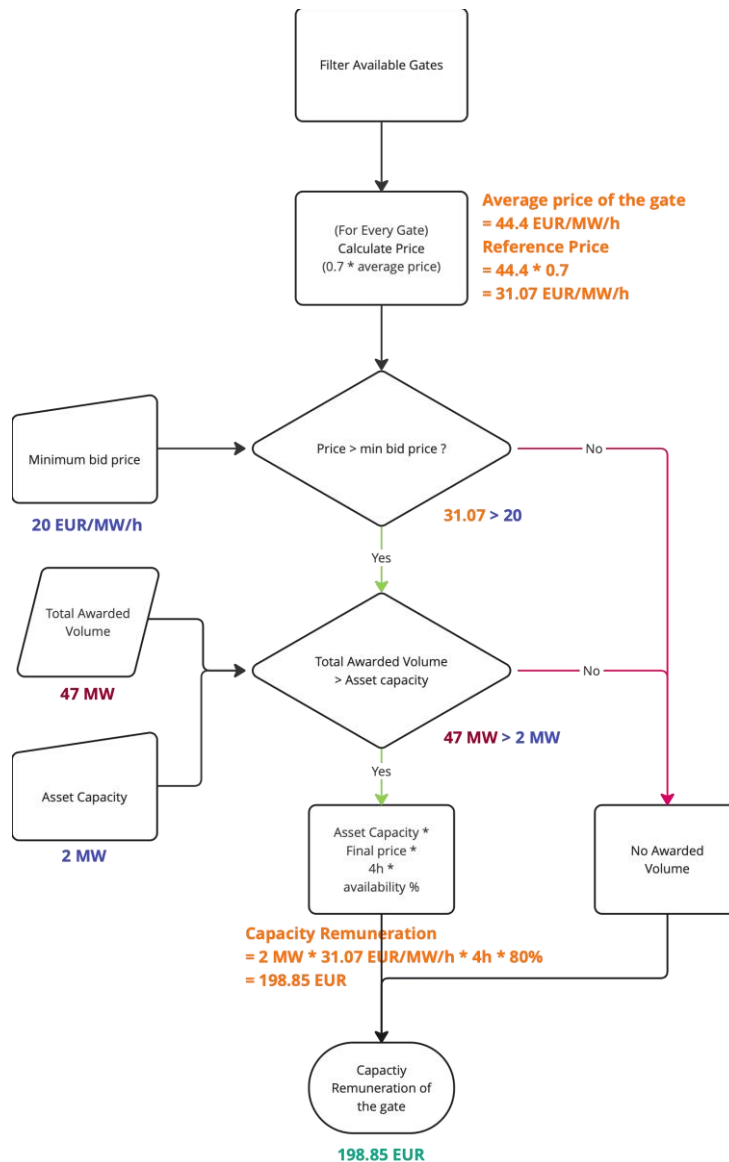 Filter Available Gates
(For Every Gate)
Calculate Price
(0.7 * average price)
Average price of the gate
= 44.4 EUR/MW/h
Reference Price
= 44.4 * 0.7
= 31.07 EUR/MW/h
Minimum bid price
20 EUR/MW/h
Price > min bid price ?
No
31.07 > 20
Yes
Total Awarded
Volume
47 MW
Total Awarded Volume
> Asset capacity
No
47 MW > 2 MW
Yes
Asset Capacity
2 MW
Asset Capacity *
Final price *
4h *
availability %
No Awarded
Volume
Capacity Remuneration
= 2 MW * 31.07 EUR/MW/h * 4h * 80%
= 198.85 EUR
Capactiy
Remuneration of
the gate
198.85 EUR